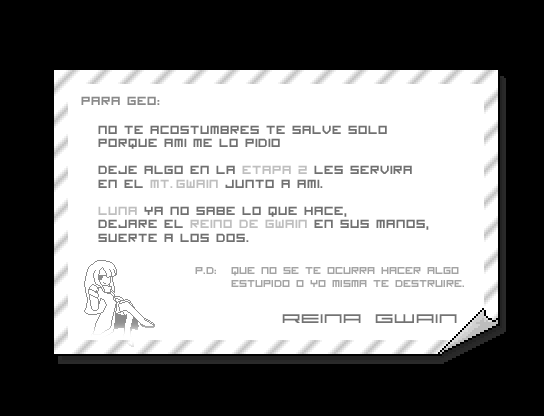 PARA GEO:
NO TE ACOSTUMBRES TE SALVE SOLO
PORQUE AMI ME LO PIDIO
DEJE ALGO EN LA ETAPA 2 LES SERVIRA
EN EL MT.GWAIN JUNTO A AMI.
LUNA YA NO SABE LO QUE HACE,
DEJARE EL REINO DE GWAIN EN SUS MANOS,
SUERTE A LOS DOS.
P.D: QUE NO SE TE OCURRA HACER ALGO
ESTUPIDO O YO MISMA TE DESTRUIRE.
REINA GWAIN